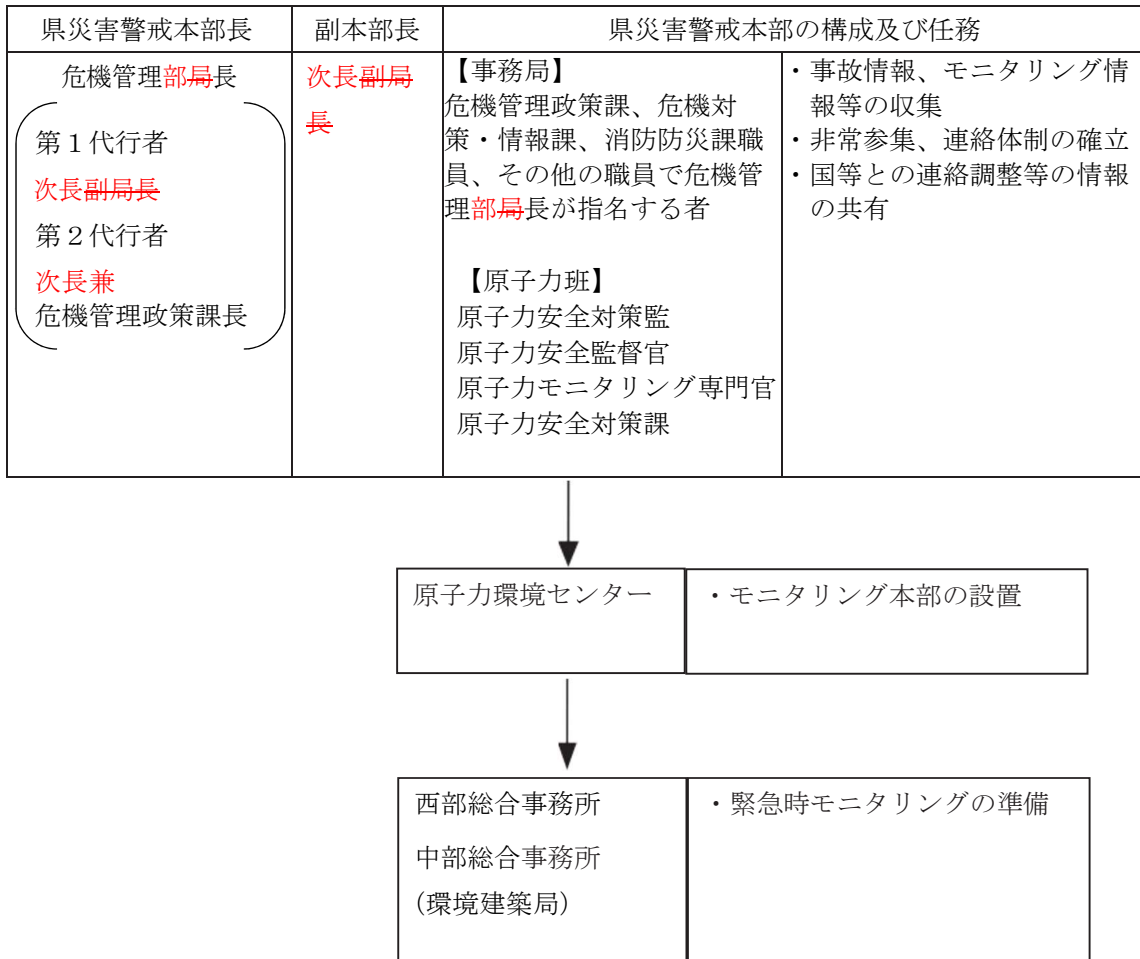 県災害警戒本部長
副本部長
県災害警戒本部の構成及び任務
危機管理部局長
第1代行者
次長副局長
第2代行者
次長兼
危機管理政策課長
次長副局
長
【事務局】
危機管理政策課、危機対
策・情報課、消防防災課職
員、その他の職員で危機管
理部局長が指名する者
【原子力班】
原子力安全対策監
原子力安全監督官
原子力モニタリング専門官
原子力安全対策課
・事故情報、モニタリング情
報等の収集
・非常参集、連絡体制の確立
・国等との連絡調整等の情報
の共有
原子力環境センター
・モニタリング本部の設置
西部総合事務所
中部総合事務所
(環境建築局)
・緊急時モニタリングの準備